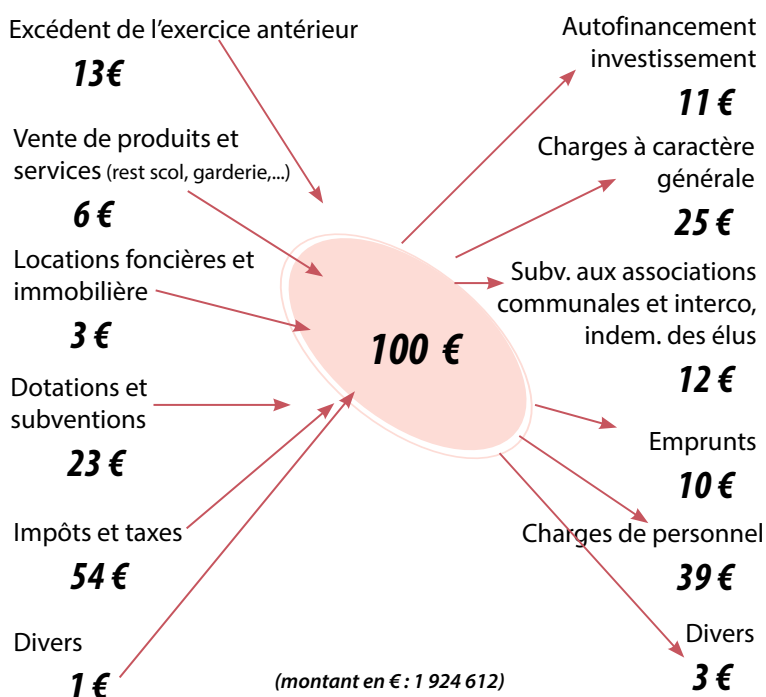 Excédent de l'exercice antérieur
13€
Vente de produits et
services (rest scol, garderie,...)
6 €
Locations foncières et
immobilière
3 €
Dotations et
subventions
23 €
Impôts et taxes
54 €
Divers
1 €
100 €
(montant en € : 1 924 612)
Autofinancement
investissement
11 €
Charges à caractère
générale
25 €
Subv. aux associations
communales et interco,
indem. des élus
12 €
Emprunts
10 €
Charges de personnel
39 €
Divers
3 €